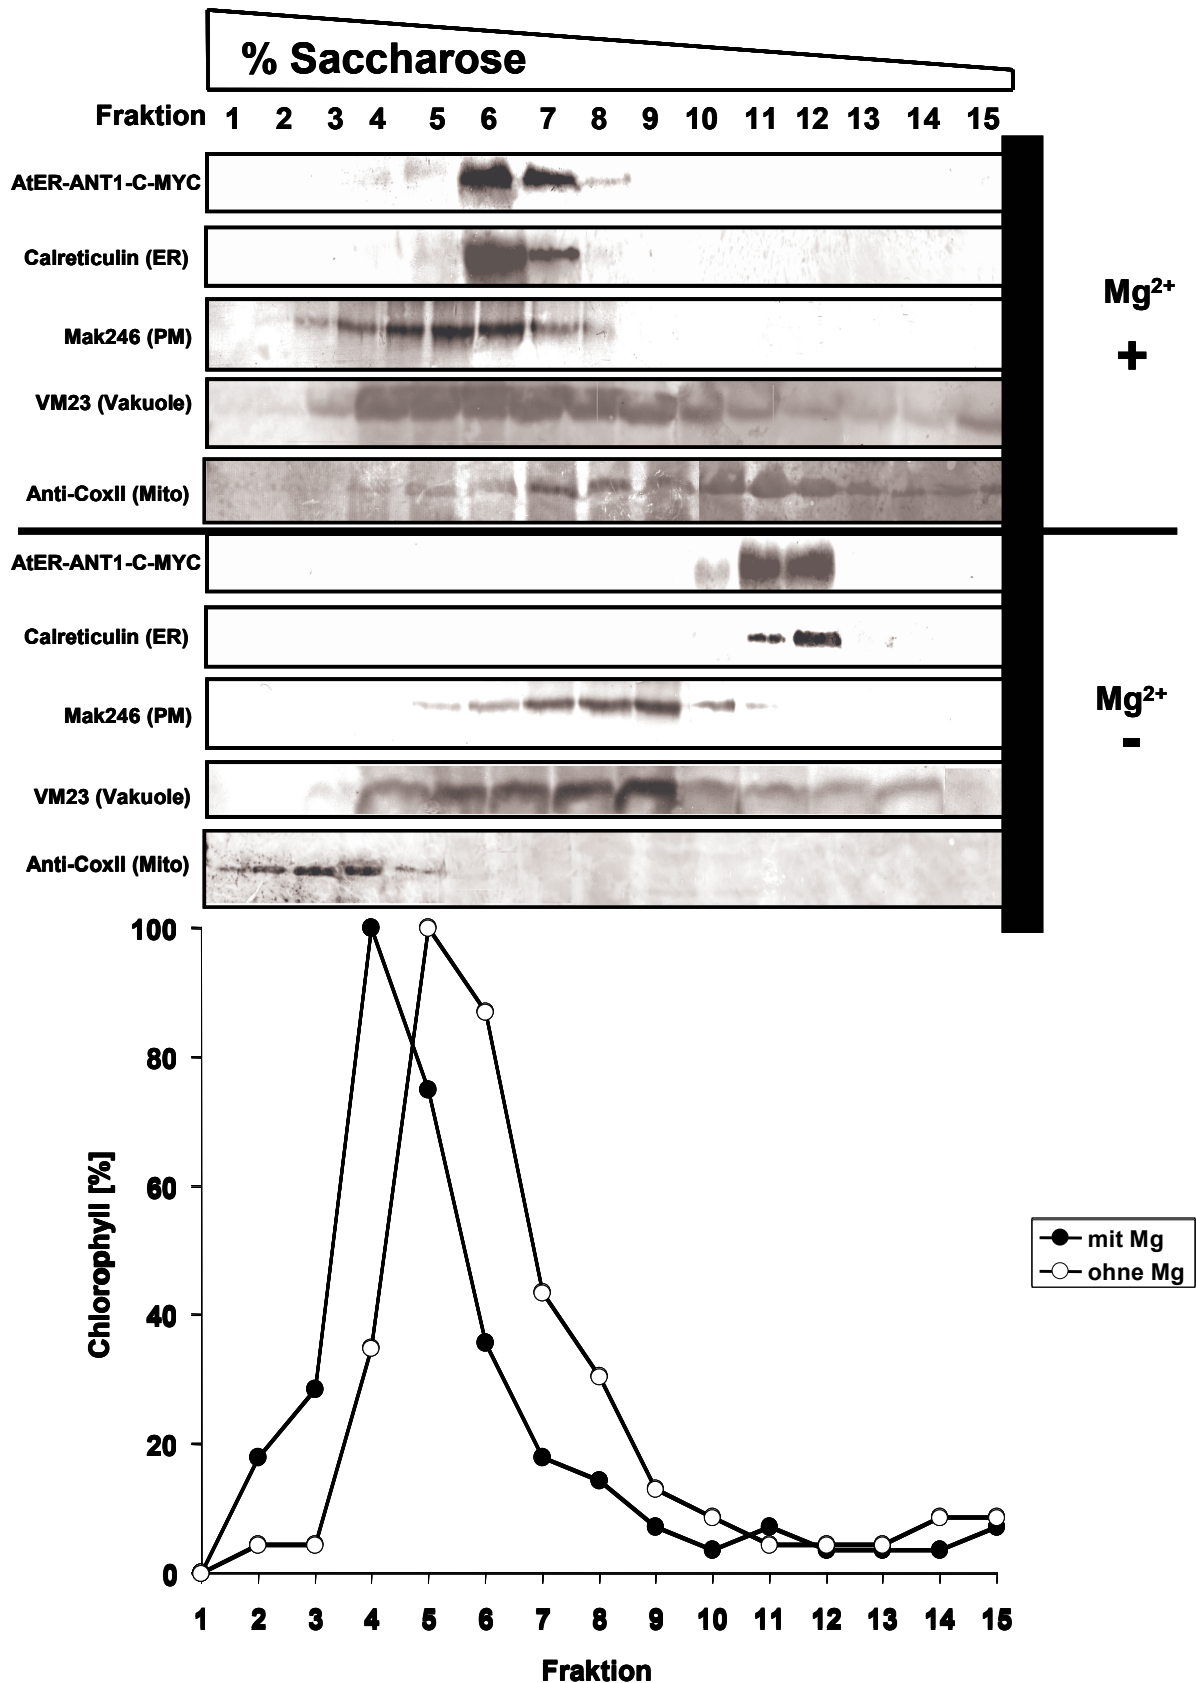 % Saccharose
Fraktion 1 2 3 4 5 6 7 8 9 10 11 12 13 14 15
AtER-ANT1-C-MYC
Calreticulin (ER)
Mak246 (PM)
VM23 (Vakuole)
Anti-CoxII (Mito)
Mg²⁺
+
AtER-ANT1-C-MYC
Calreticulin (ER)
Mak246 (PM)
VM23 (Vakuole)
Anti-CoxII (Mito)
Mg²⁺
-
100
80
60
40
20
0
Chlorophyll [%]
1 2 3 4 5 6 7 8 9 10 11 12 13 14 15
Fraktion
mit Mg
ohne Mg